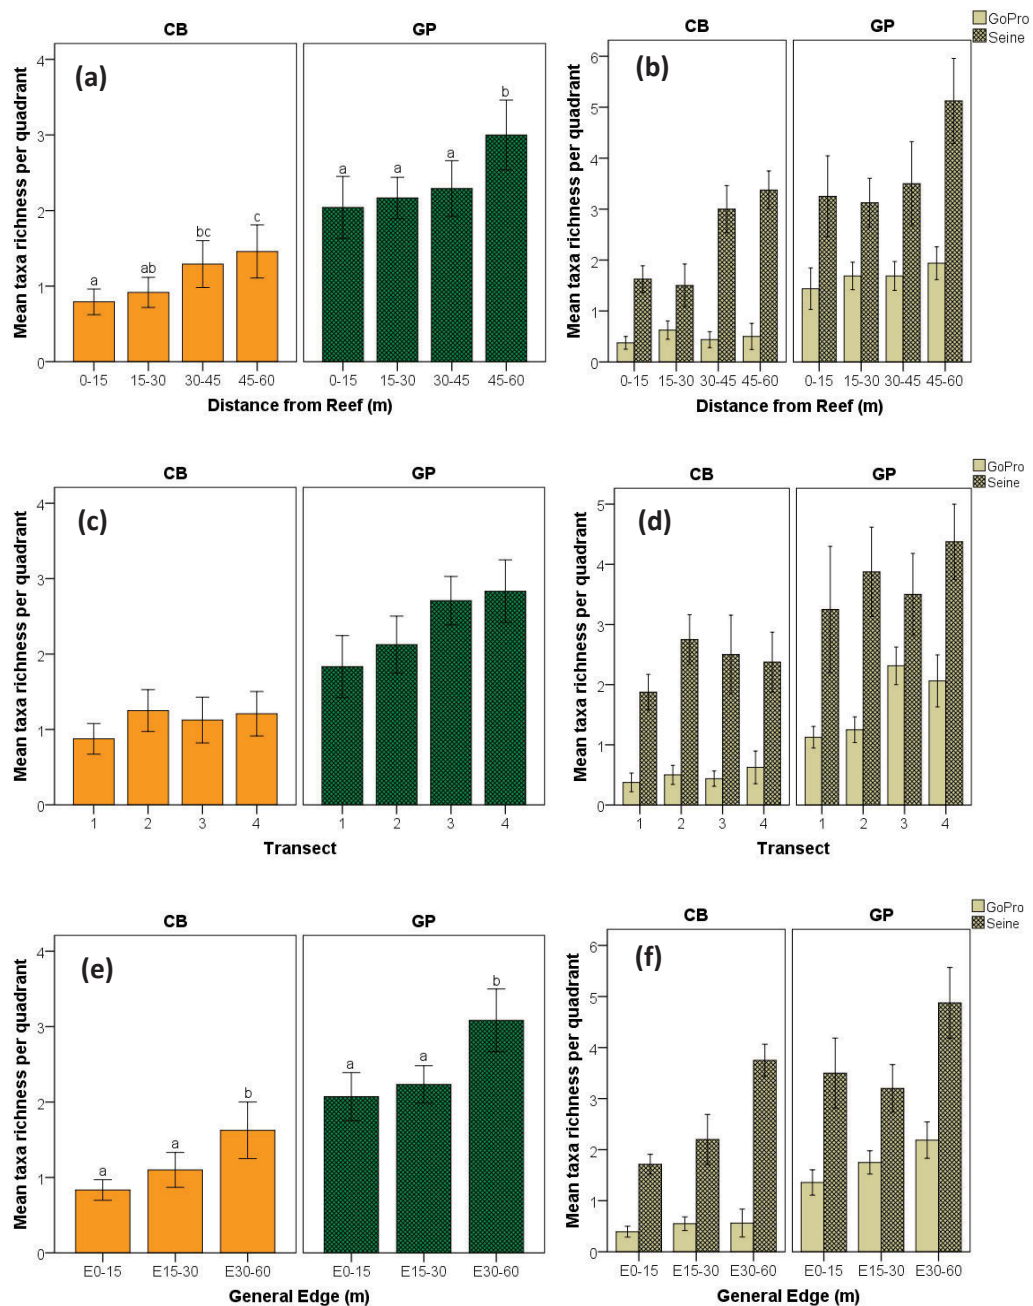 CB GP
(a)
Mean taxa richness per quadrant
4
3
2
1
0
a ab bc c
a a a b
0-15 15-30 30-45 45-60 0-15 15-30 30-45 45-60
Distance from Reef (m)
GoPro
Seine
CB GP
(b)
Mean taxa richness per quadrant
6
5
4
3
2
1
0
0-15 15-30 30-45 45-60 0-15 15-30 30-45 45-60
Distance from Reef (m)
CB GP
(c)
Mean taxa richness per quadrant
4
3
2
1
0
1 2 3 4 1 2 3 4
Transect
GoPro
Seine
CB GP
(d)
Mean taxa richness per quadrant
5
4
3
2
1
0
1 2 3 4 1 2 3 4
Transect
CB GP
(e)
Mean taxa richness per quadrant
4
3
2
1
0
a a b
a a b
E0-15 E15-30 E30-60 E0-15 E15-30 E30-60
General Edge (m)
GoPro
Seine
CB GP
(f)
Mean taxa richness per quadrant
6
5
4
3
2
1
0
E0-15 E15-30 E30-60 E0-15 E15-30 E30-60
General Edge (m)